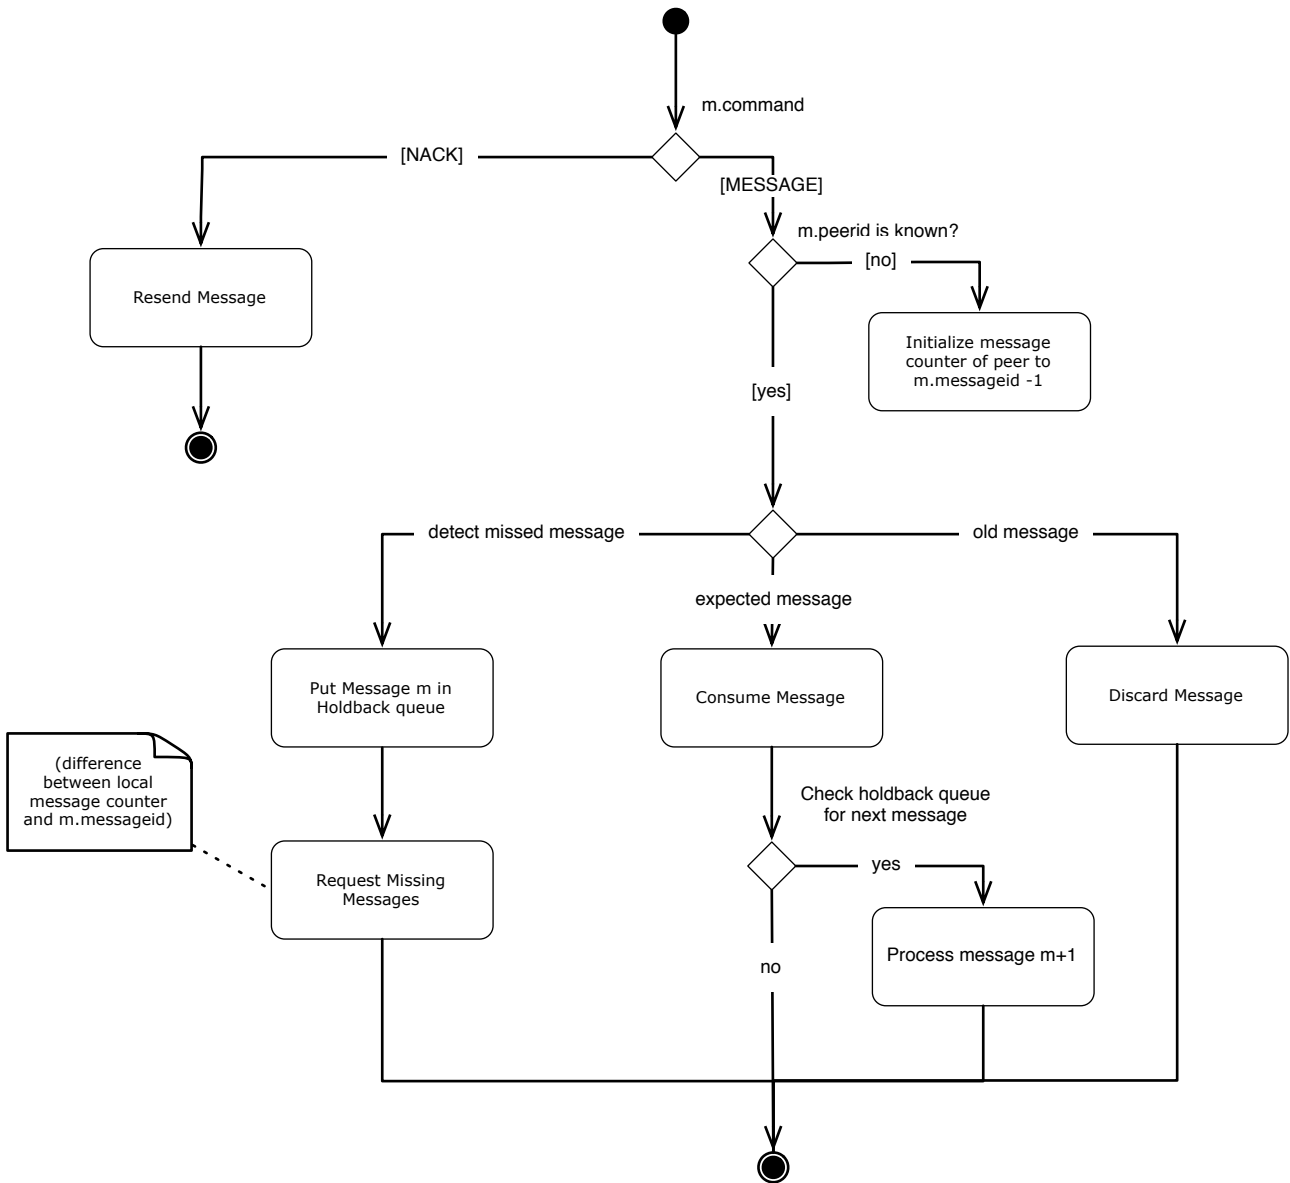 m.command
[NACK]
[MESSAGE]
m.peerid is known?
[no]
Resend Message
Initialize message
counter of peer to
m.messageid -1
[yes]
detect missed message
old message
expected message
Put Message m in
Holdback queue
Consume Message
Discard Message
(difference
between local
message counter
and m.messageid)
Check holdback queue
for next message
yes
Request Missing
Messages
Process message m+1
no